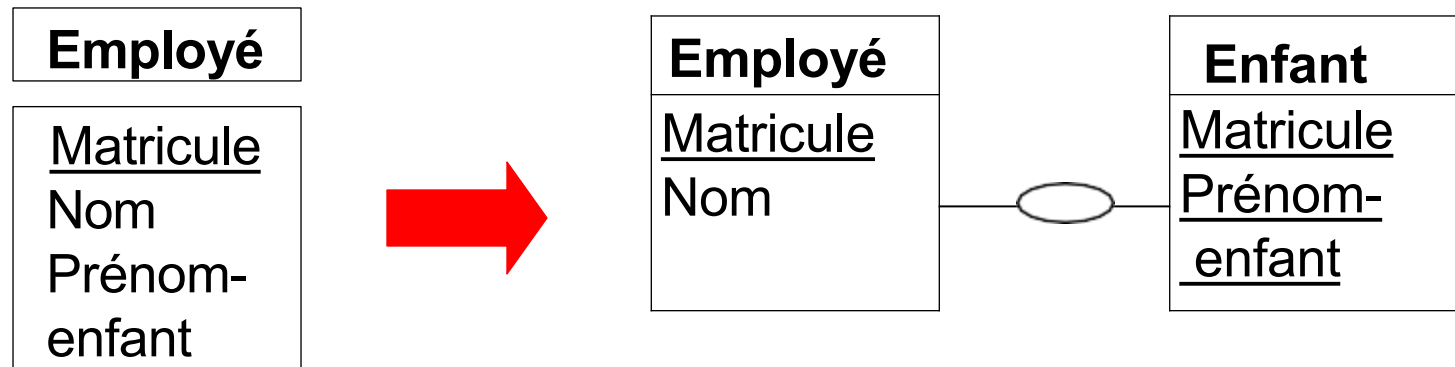 Employé
Matricule
Nom
Prénom-
enfant
Employé
Matricule
Nom
Enfant
Matricule
Prénom-
enfant